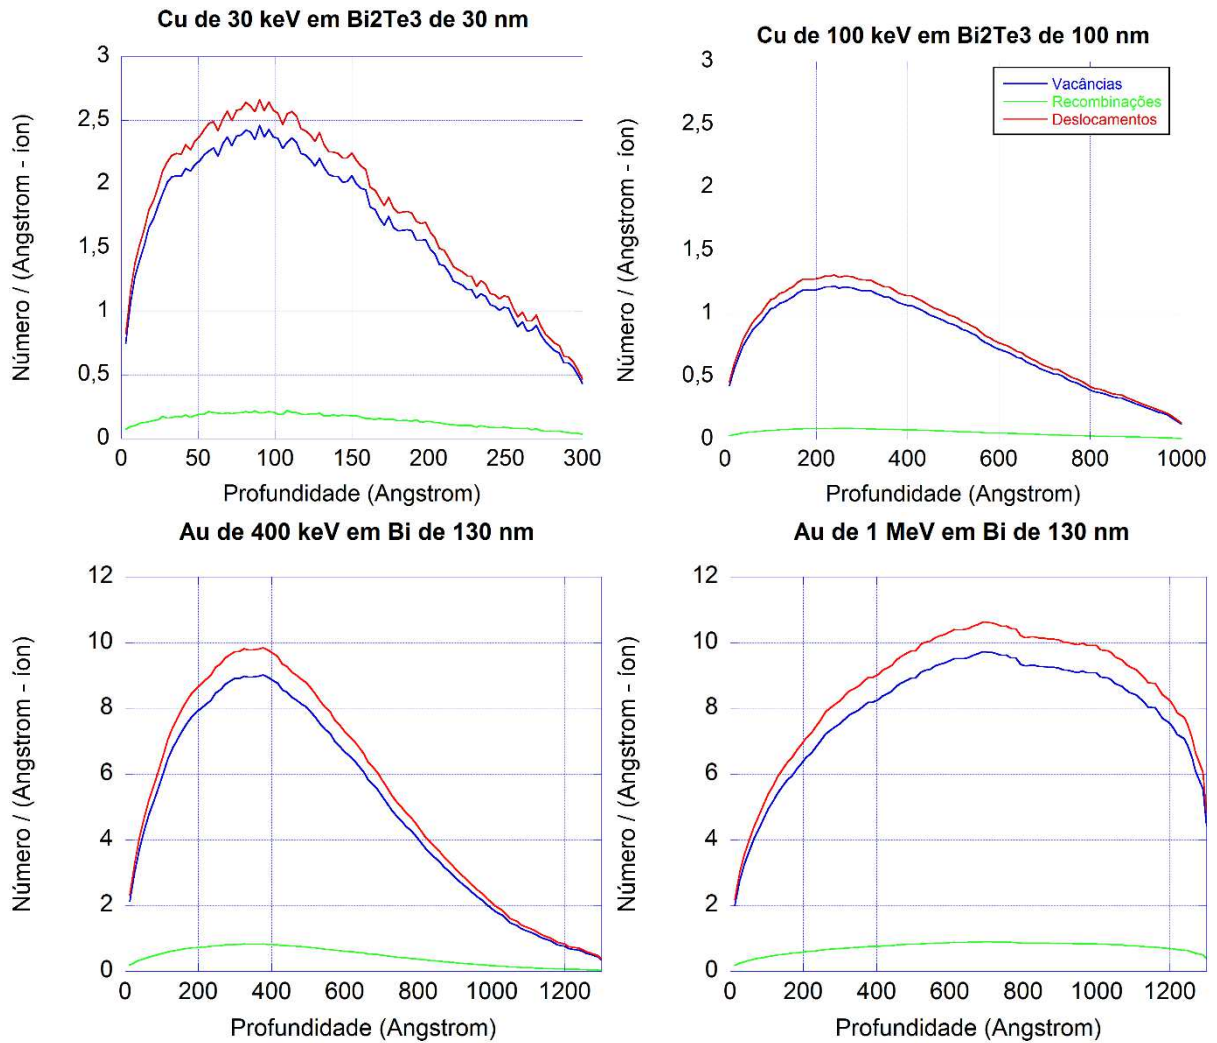 Cu de 30 keV em Bi2Te3 de 30 nm
3
2,5
2
1,5
1
0,5
0
Número / (Angstrom - íon)
0 50 100 150 200 250 300
Profundidade (Angstrom)
Cu de 100 keV em Bi2Te3 de 100 nm
3
2,5
2
1,5
1
0,5
0
Número / (Angstrom - íon)
Vacâncias
Recombinações
Deslocamentos
0 200 400 600 800 1000
Profundidade (Angstrom)
Au de 400 keV em Bi de 130 nm
12
10
8
6
4
2
0
Número / (Angstrom - íon)
0 200 400 600 800 1000 1200
Profundidade (Angstrom)
Au de 1 MeV em Bi de 130 nm
12
10
8
6
4
2
0
Número / (Angstrom - íon)
0 200 400 600 800 1000 1200
Profundidade (Angstrom)